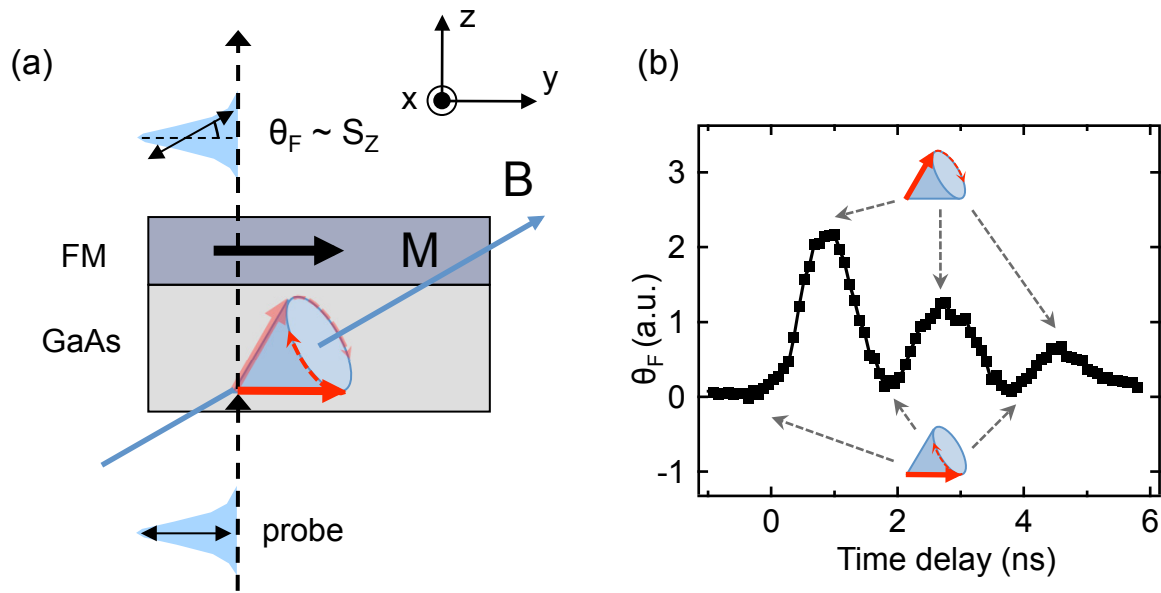 (a)
z
y
x
θF ~ SZ
B
FM
M
GaAs
probe
(b)
θF (a.u.)
3
2
1
0
-1
0
2
4
6
Time delay (ns)